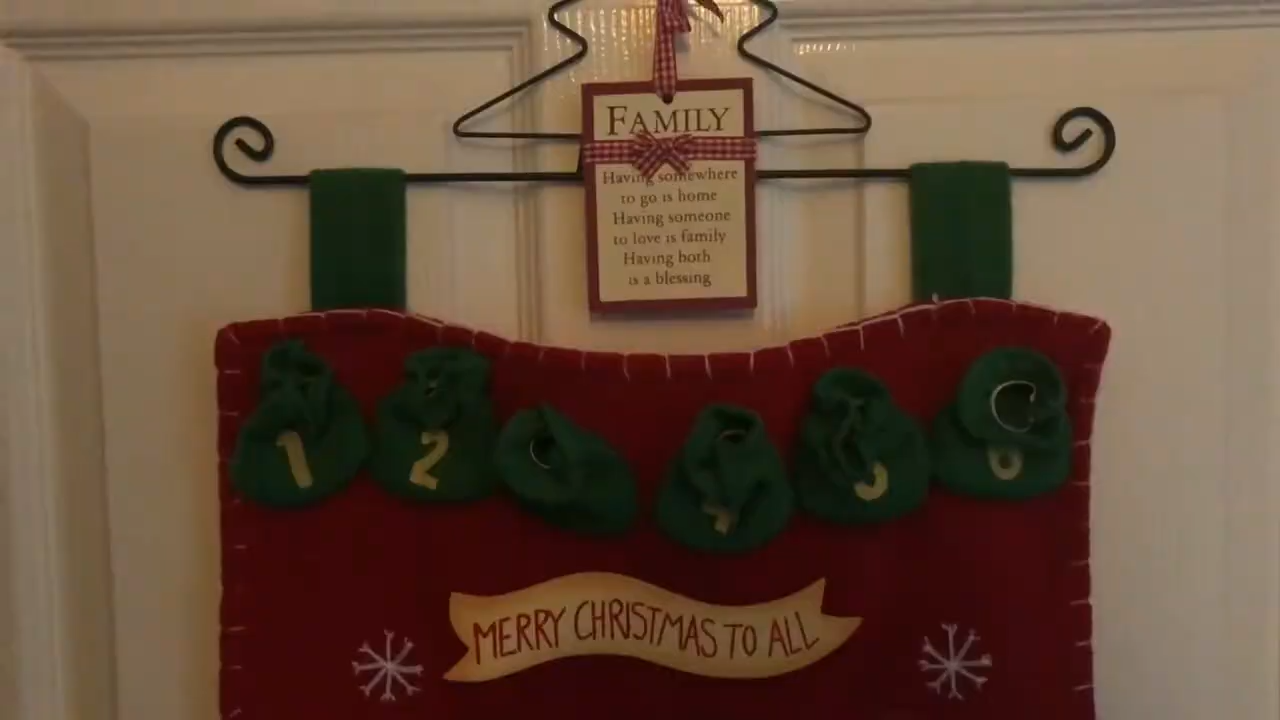 FAMILY
Having somewhere
to go is home
Having someone
to love is family
Having both
is a blessing
1 2 6
MERRY CHRISTMAS TO ALL